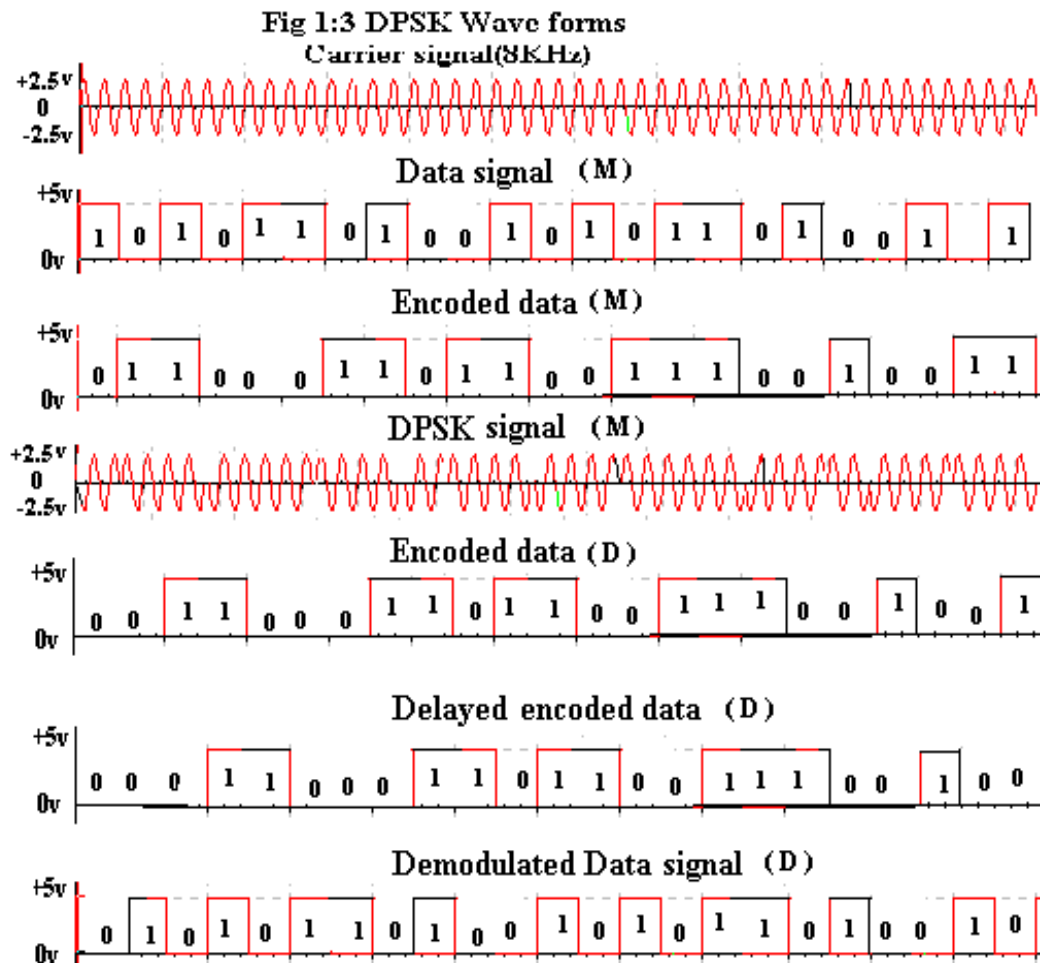 Fig 1:3 DPSK Wave forms
Carrier signal(8KHz)
+2.5v
0
-2.5v
Data signal (M)
+5v
1 0 1 0 1 1 0 1 0 0 1 0 1 0 1 1 0 1 0 0 1 1
0v
Encoded data (M)
+5v
0 1 1 0 0 0 1 1 0 1 1 0 0 1 1 1 0 0 1 0 0 1 1
0v
DPSK signal (M)
+2.5v
0
-2.5v
Encoded data (D)
+5v
0 0 1 1 0 0 0 1 1 0 1 1 0 0 1 1 1 0 0 1 0 0 1
0v
Delayed encoded data (D)
+5v
0 0 0 1 1 0 0 0 1 1 0 1 1 0 0 1 1 1 0 0 1 0 0
0v
Demodulated Data signal (D)
+5v
0 1 0 1 0 1 1 0 1 0 0 1 0 1 0 1 1 0 1 0 0 1 0
0v